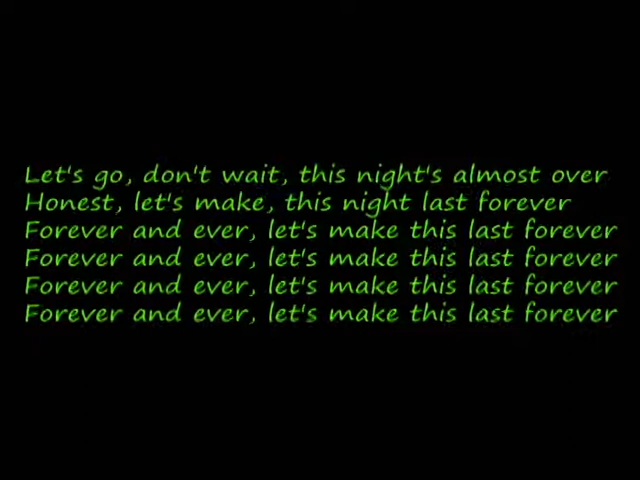 Let's go, don't wait, this night's almost over
Honest, let's make, this night last forever
Forever and ever, let's make this last forever
Forever and ever, let's make this last forever
Forever and ever, let's make this last forever
Forever and ever, let's make this last forever